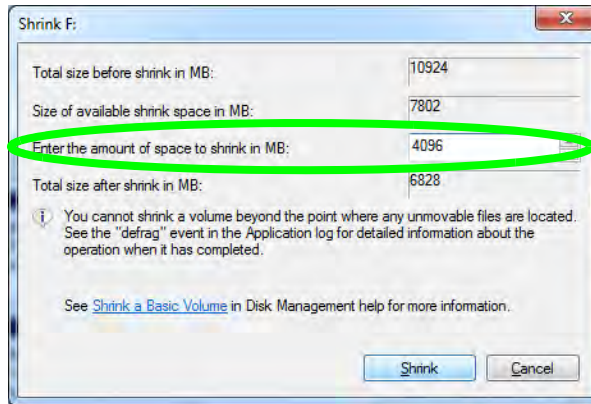 Shrink F:
Total size before shrink in MB: 10924
Size of available shrink space in MB: 7802
Enter the amount of space to shrink in MB: 4096
Total size after shrink in MB: 6828
You cannot shrink a volume beyond the point where any unmovable files are located.
See the "defrag" event in the Application log for detailed information about the
operation when it has completed.
See Shrink a Basic Volume in Disk Management help for more information.
Shrink Cancel